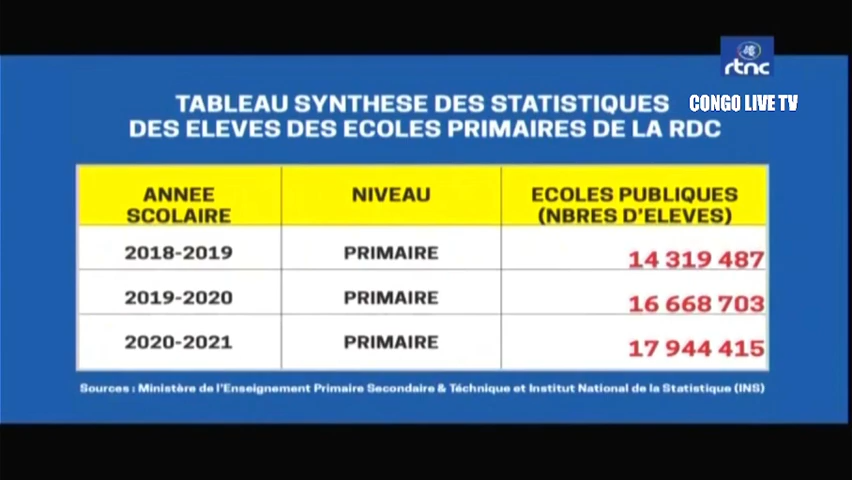 rtnc
CONGO LIVE TV
TABLEAU SYNTHESE DES STATISTIQUES
DES ELEVES DES ECOLES PRIMAIRES DE LA RDC
ANNEE SCOLAIRE NIVEAU ECOLES PUBLIQUES (NBRES D'ELEVES)
2018-2019 PRIMAIRE 14 319 487
2019-2020 PRIMAIRE 16 668 703
2020-2021 PRIMAIRE 17 944 415
Sources : Ministère de l'Enseignement Primaire Secondaire & Téchnique et Institut National de la Statistique (INS)